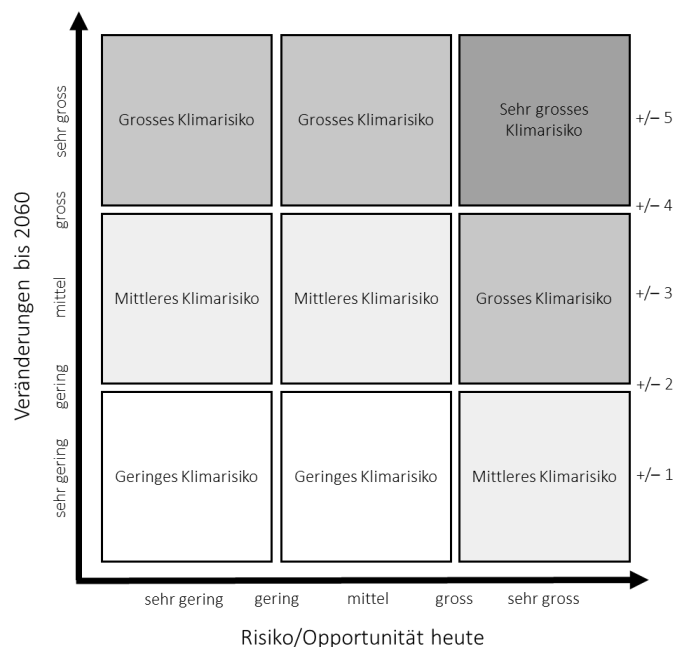 Veränderungen bis 2060
sehr gross
gross
mittel
gering
sehr gering
Grosses Klimarisiko
Grosses Klimarisiko
Sehr grosses
Klimarisiko
+/– 5
+/– 4
Mittleres Klimarisiko
Mittleres Klimarisiko
Grosses Klimarisiko
+/– 3
+/– 2
Geringes Klimarisiko
Geringes Klimarisiko
Mittleres Klimarisiko
+/– 1
sehr gering
gering
mittel
gross
sehr gross
Risiko/Opportunität heute